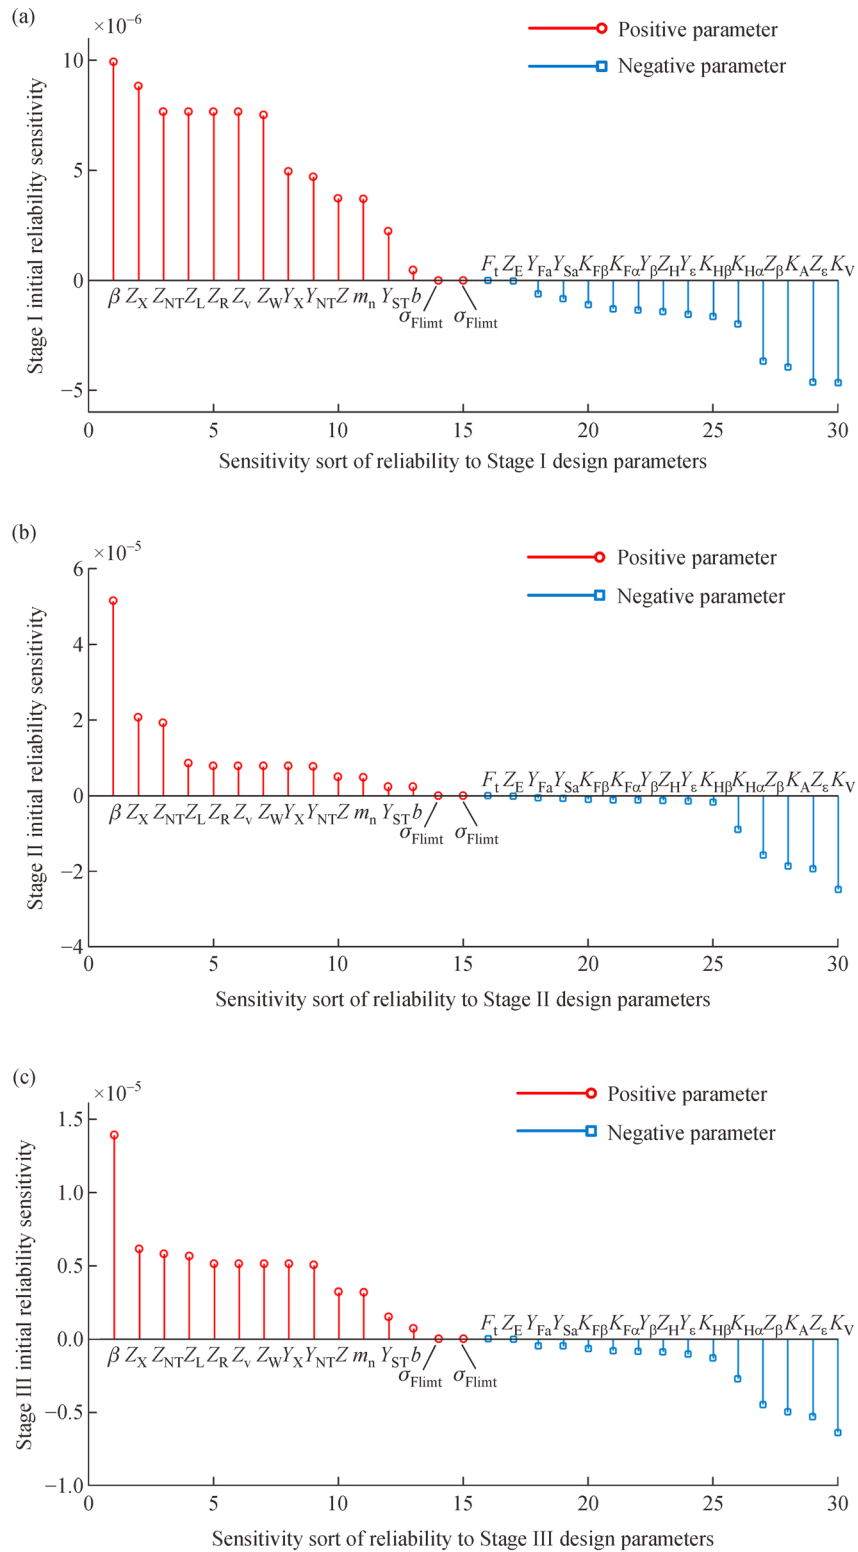 (a)
×10⁻⁶
Positive parameter
Negative parameter
10
5
0
−5
Stage I initial reliability sensitivity
F_t Z_E Y_Fa Y_Sa K_Fβ K_Fα Y_β Z_H Y_ε K_Hβ K_Hα Z_β K_A Z_ε K_V
β Z_X Z_NT Z_L Z_R Z_v Z_W Y_X Y_NT Z m_n Y_ST b
σ_Flimt σ_Flimt
0 5 10 15 20 25 30
Sensitivity sort of reliability to Stage I design parameters
(b)
×10⁻⁵
Positive parameter
Negative parameter
6
4
2
0
−2
−4
Stage II initial reliability sensitivity
F_t Z_E Y_Fa Y_Sa K_Fβ K_Fα Y_β Z_H Y_ε K_Hβ K_Hα Z_β K_A Z_ε K_V
β Z_X Z_NT Z_L Z_R Z_v Z_W Y_X Y_NT Z m_n Y_ST b
σ_Flimt σ_Flimt
0 5 10 15 20 25 30
Sensitivity sort of reliability to Stage II design parameters
(c)
×10⁻⁵
Positive parameter
Negative parameter
1.5
1.0
0.5
0.0
−0.5
−1.0
Stage III initial reliability sensitivity
F_t Z_E Y_Fa Y_Sa K_Fβ K_Fα Y_β Z_H Y_ε K_Hβ K_Hα Z_β K_A Z_ε K_V
β Z_X Z_NT Z_L Z_R Z_v Z_W Y_X Y_NT Z m_n Y_ST b
σ_Flimt σ_Flimt
0 5 10 15 20 25 30
Sensitivity sort of reliability to Stage III design parameters